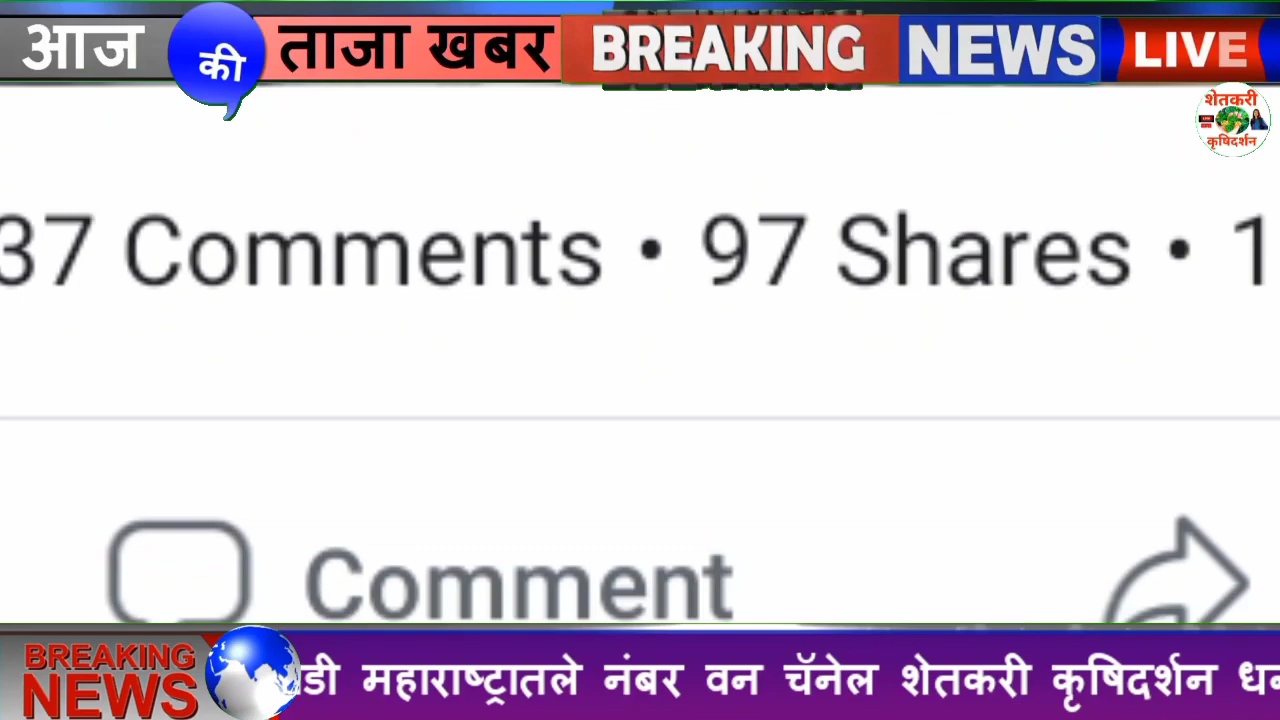 आज की ताजा खबर BREAKING NEWS LIVE
शेतकरी
कृषिदर्शन
37 Comments • 97 Shares • 1
Comment
BREAKING
NEWS
डी महाराष्ट्रातले नंबर वन चॅनेल शेतकरी कृषिदर्शन